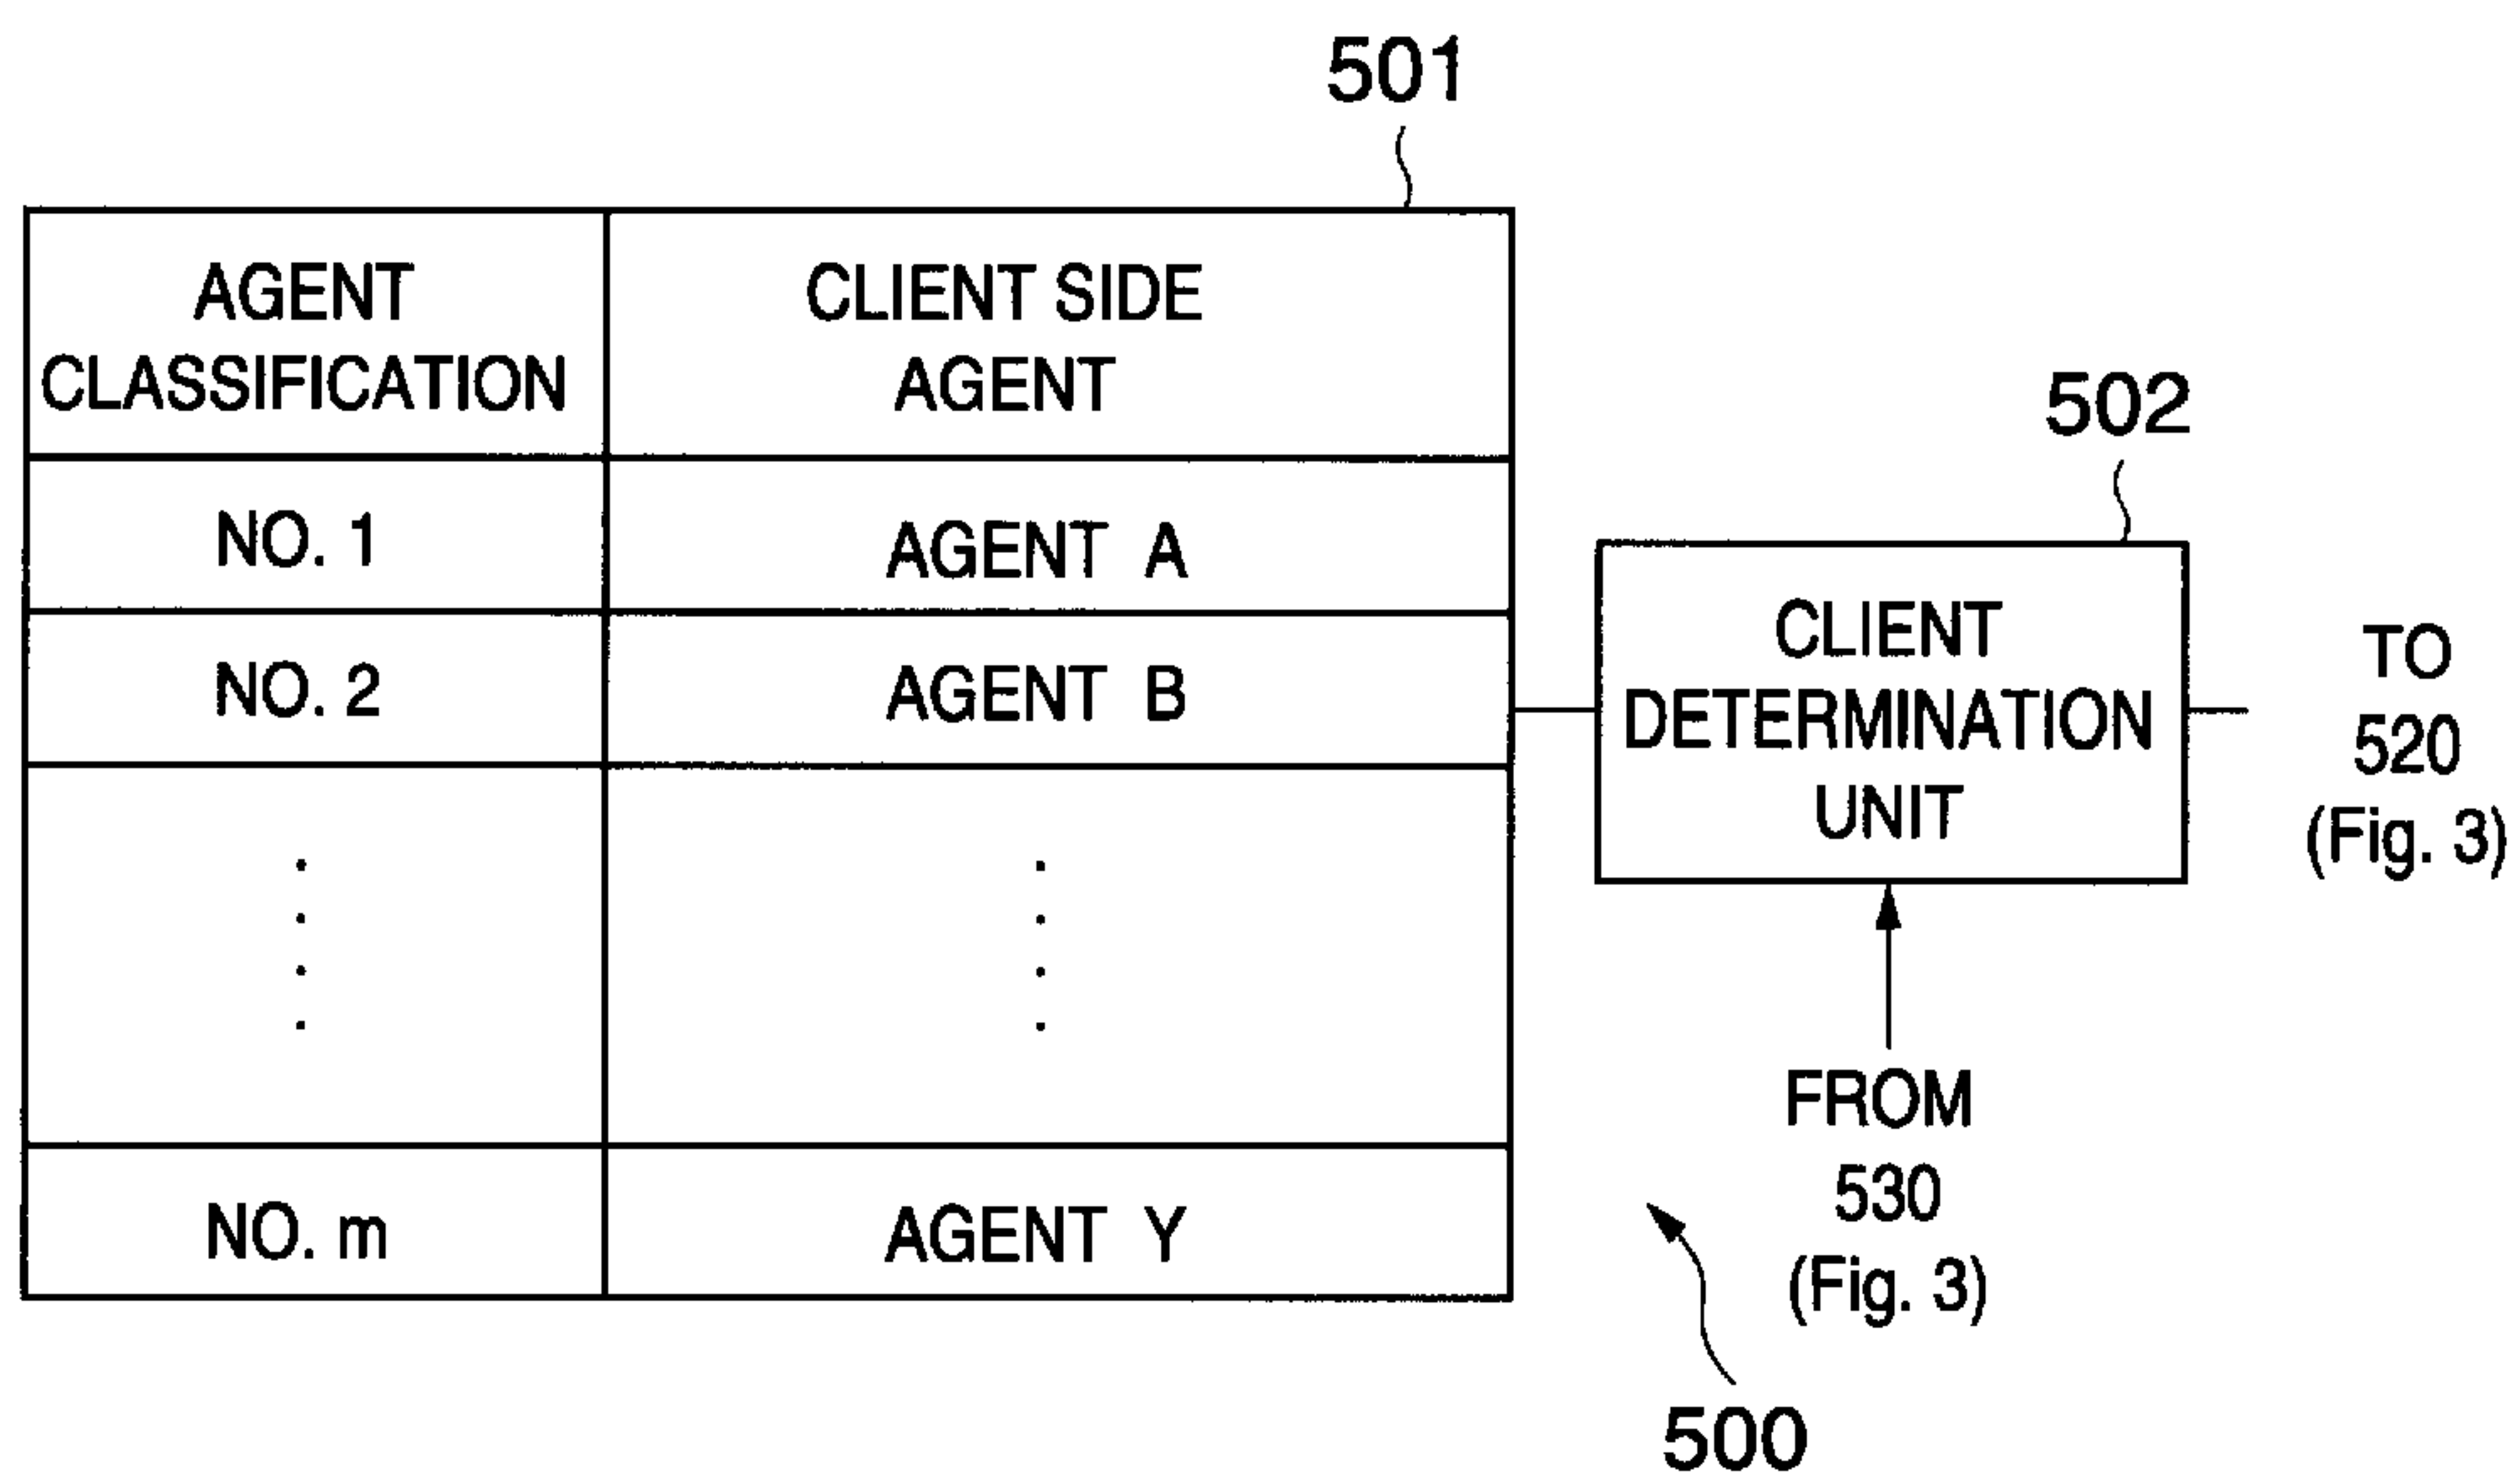 501
AGENT
CLASSIFICATION
CLIENT SIDE
AGENT
NO. 1
AGENT A
NO. 2
AGENT B
NO. m
AGENT Y
502
CLIENT
DETERMINATION
UNIT
TO
520
(Fig. 3)
FROM
530
(Fig. 3)
500